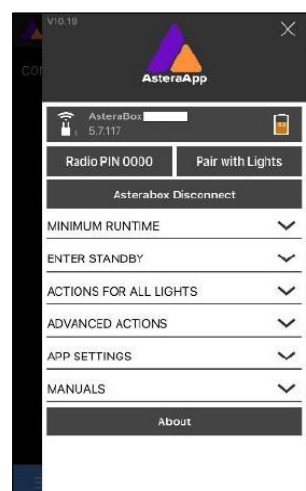 V10.19
AsteraApp
AsteraBox
5.7.117
Radio PIN 0000
Pair with Lights
Asterabox Disconnect
MINIMUM RUNTIME
ENTER STANDBY
ACTIONS FOR ALL LIGHTS
ADVANCED ACTIONS
APP SETTINGS
MANUALS
About